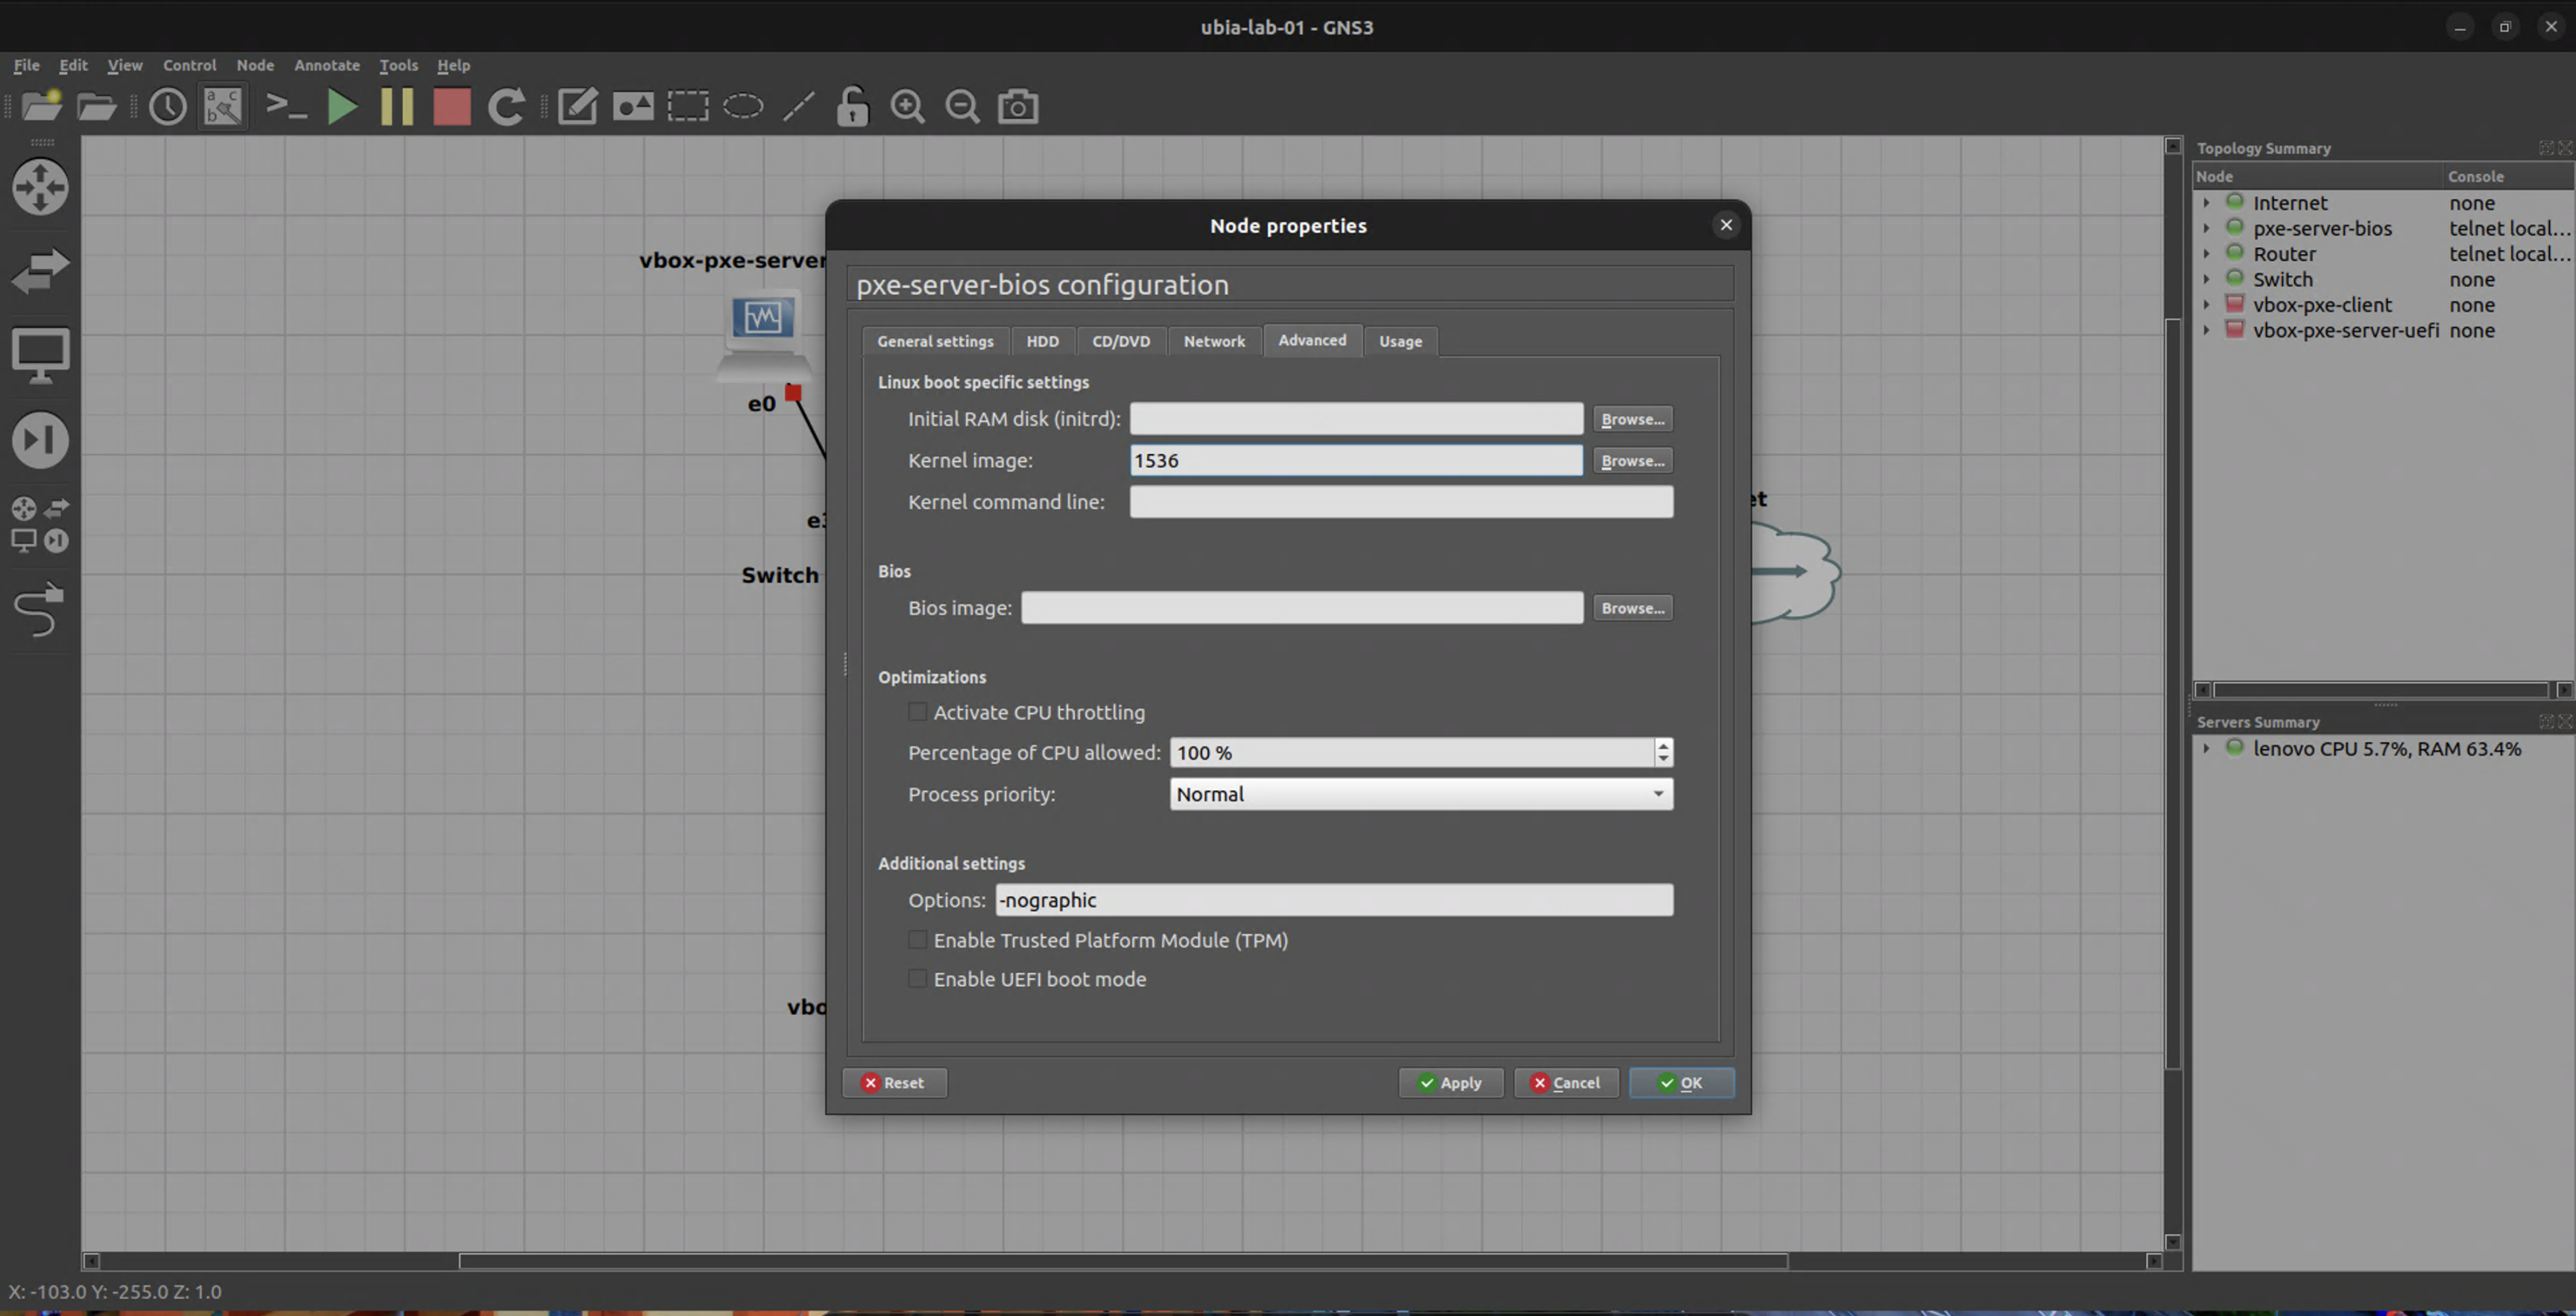 ubia-lab-01 - GNS3
File Edit View Control Node Annotate Tools Help
a c
b
vbox-pxe-server
e0
e3
Switch
vbo
et
Node properties
pxe-server-bios configuration
General settings HDD CD/DVD Network Advanced Usage
Linux boot specific settings
Initial RAM disk (initrd): Browse...
Kernel image: 1536 Browse...
Kernel command line:
Bios
Bios image: Browse...
Optimizations
Activate CPU throttling
Percentage of CPU allowed: 100 %
Process priority: Normal
Additional settings
Options: -nographic
Enable Trusted Platform Module (TPM)
Enable UEFI boot mode
Reset Apply Cancel OK
Topology Summary
Node Console
Internet none
pxe-server-bios telnet local...
Router telnet local...
Switch none
vbox-pxe-client none
vbox-pxe-server-uefi none
Servers Summary
lenovo CPU 5.7%, RAM 63.4%
X: -103.0 Y: -255.0 Z: 1.0